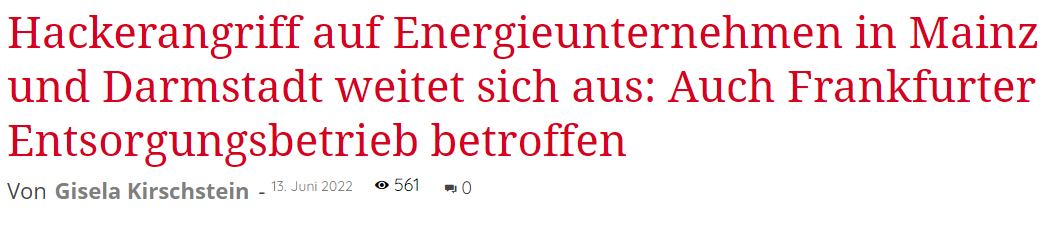 Hackerangriff auf Energieunternehmen in Mainz
und Darmstadt weitet sich aus: Auch Frankfurter
Entsorgungsbetrieb betroffen
Von Gisela Kirschstein - 13. Juni 2022 561 0